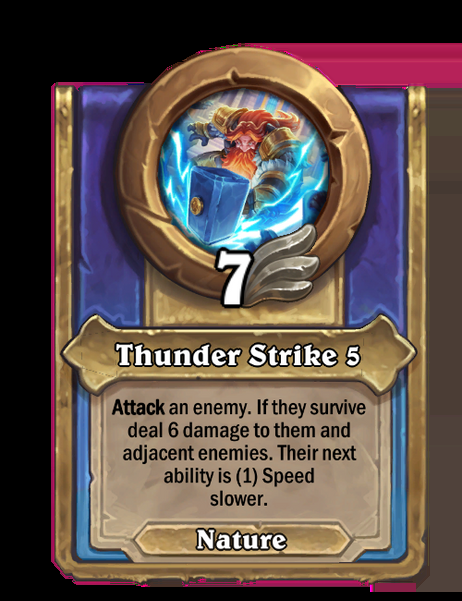 7
Thunder Strike 5
Attack an enemy. If they survive
deal 6 damage to them and
adjacent enemies. Their next
ability is (1) Speed
slower.
Nature